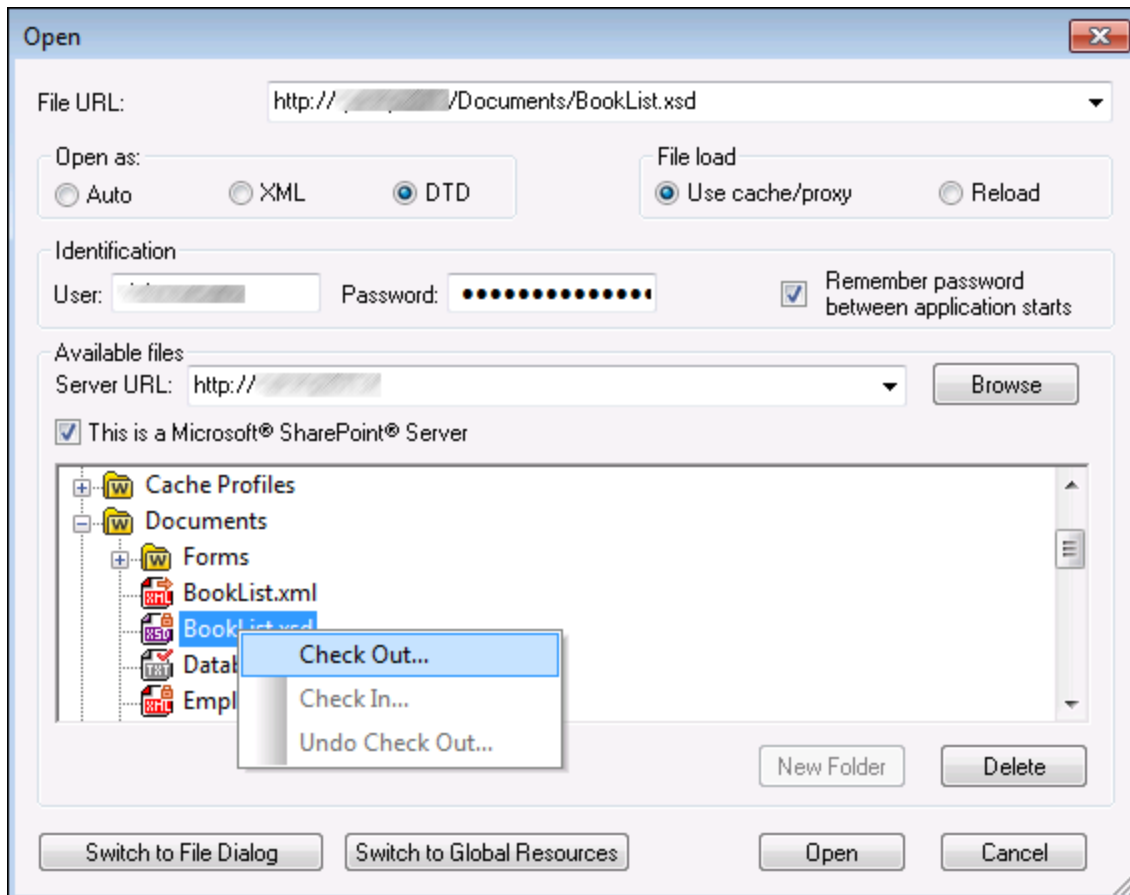 Open
File URL: http:// /Documents/BookList.xsd
Open as:
Auto XML DTD
File load
Use cache/proxy Reload
Identification
User: Password: Remember password
between application starts
Available files
Server URL: http:// Browse
This is a Microsoft® SharePoint® Server
Cache Profiles
Documents
Forms
BookList.xml
BookList.xsd
Check Out...
Check In...
Undo Check Out...
New Folder Delete
Switch to File Dialog Switch to Global Resources Open Cancel